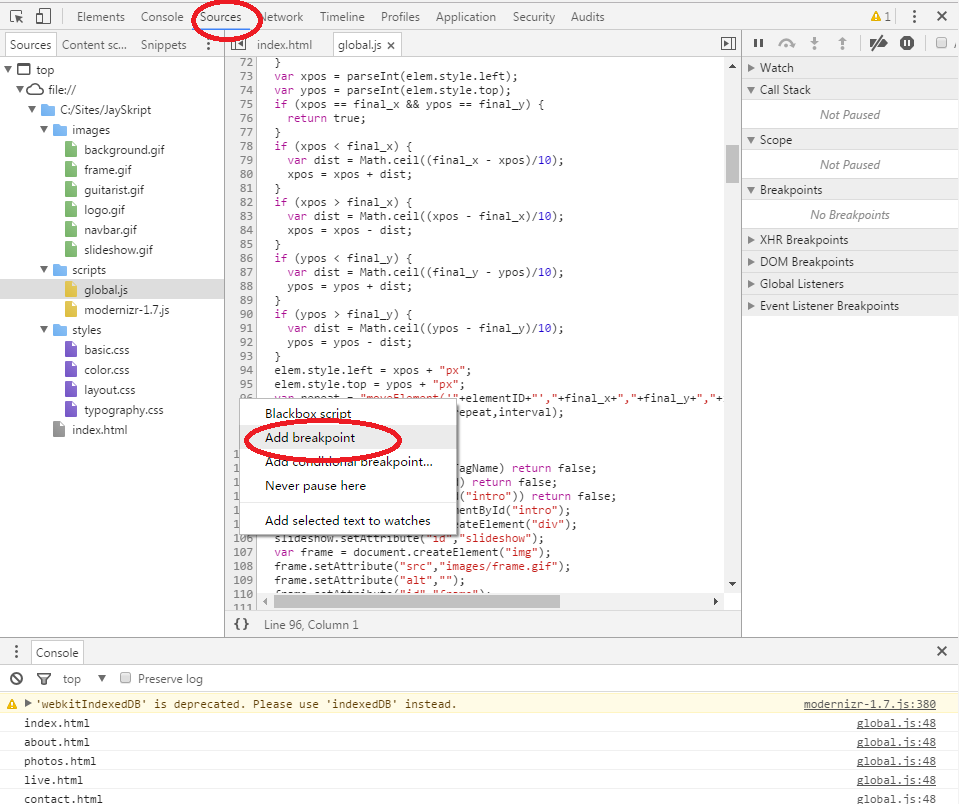 Elements Console Sources Network Timeline Profiles Application Security Audits 1
Sources Content sc... Snippets index.html global.js
top
file://
C:/Sites/JaySkript
images
background.gif
frame.gif
guitarist.gif
logo.gif
navbar.gif
slideshow.gif
scripts
global.js
modernizr-1.7.js
styles
basic.css
color.css
layout.css
typography.css
index.html
72 }
73 var xpos = parseInt(elem.style.left);
74 var ypos = parseInt(elem.style.top);
75 if (xpos == final_x && ypos == final_y) {
76 return true;
77 }
78 if (xpos < final_x) {
79 var dist = Math.ceil((final_x - xpos)/10);
80 xpos = xpos + dist;
81 }
82 if (xpos > final_x) {
83 var dist = Math.ceil((xpos - final_x)/10);
84 xpos = xpos - dist;
85 }
86 if (ypos < final_y) {
87 var dist = Math.ceil((final_y - ypos)/10);
88 ypos = ypos + dist;
89 }
90 if (ypos > final_y) {
91 var dist = Math.ceil((ypos - final_y)/10);
92 ypos = ypos - dist;
93 }
94 elem.style.left = xpos + "px";
95 elem.style.top = ypos + "px";
96 var repeat = "moveElement('"+elementID+"',"+final_x+","+final_y+","+
epeat,interval);
agName) return false;
) return false;
("intro")) return false;
mentById("intro");
eateElement("div");
106 slideshow.setAttribute("id","slideshow");
107 var frame = document.createElement("img");
108 frame.setAttribute("src","images/frame.gif");
109 frame.setAttribute("alt","");
110 frame.setAttribute("id","frame");
111
Blackbox script
Add breakpoint
Add conditional breakpoint...
Never pause here
Add selected text to watches
{} Line 96, Column 1
Watch
Call Stack
Not Paused
Scope
Not Paused
Breakpoints
No Breakpoints
XHR Breakpoints
DOM Breakpoints
Global Listeners
Event Listener Breakpoints
Console
top Preserve log
'webkitIndexedDB' is deprecated. Please use 'indexedDB' instead. modernizr-1.7.js:380
index.html global.js:48
about.html global.js:48
photos.html global.js:48
live.html global.js:48
contact.html global.js:48